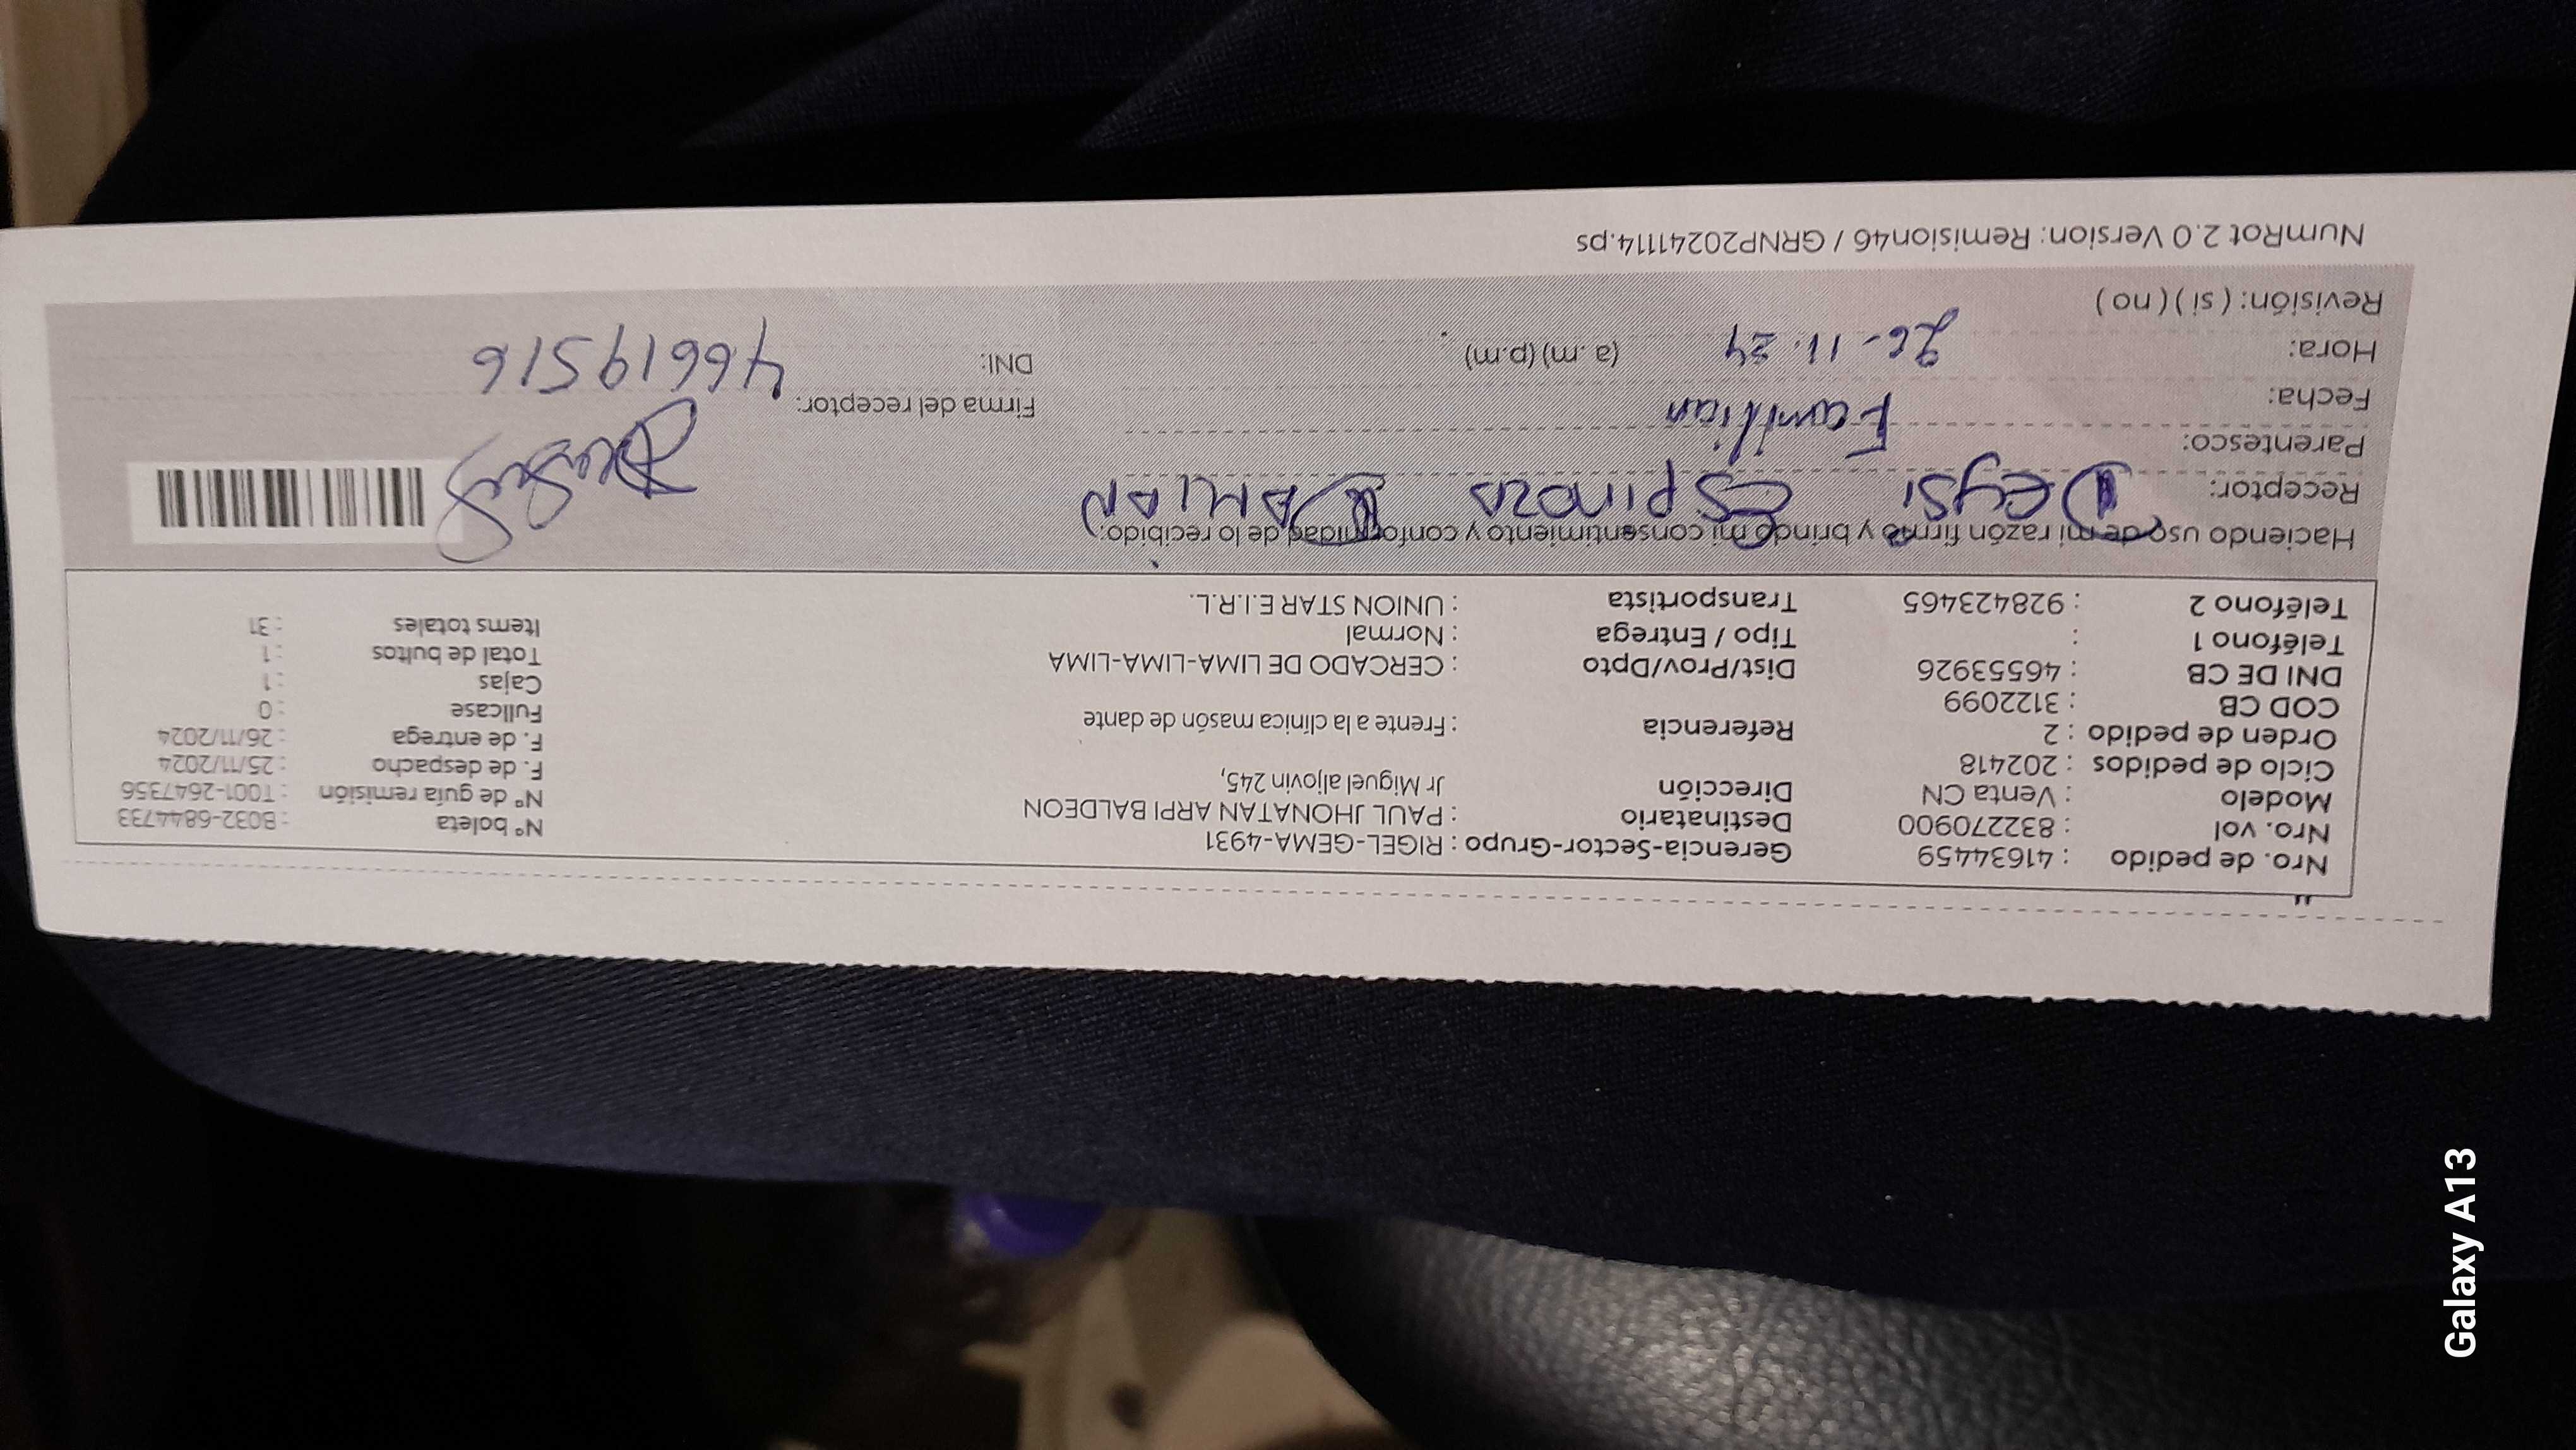 Nro. de pedido : 41634459 Gerencia-Sector-Grupo : RIGEL-GEMA-4931 N° boleta : B032-6844733
Nro. vol : 832270900 Destinatario : PAUL JHONATAN ARPI BALDEON N° de guía remisión : T001-2647356
Modelo : Venta CN Dirección Jr Miguel aljovin 245, F. de despacho : 25/11/2024
Ciclo de pedidos : 202418 F. de entrega : 26/11/2024
Orden de pedido : 2 Referencia : Frente a la clínica masón de dante Fullcase : 0
COD CB : 3122099 Cajas : 1
DNI DE CB : 46553926 Dist/Prov/Dpto : CERCADO DE LIMA-LIMA-LIMA Total de bultos : 1
Teléfono 1 : Tipo / Entrega : Normal Items totales : 31
Teléfono 2 : 928423465 Transportista : UNION STAR E.I.R.L.
Haciendo uso de mi razón firmo y brindo mi consentimiento y conformidad de lo recibido:
Receptor: Deysi Espinoza DAMIAN
Parentesco: Familiar
Fecha: Firma del receptor:
Hora: 26-11-24 (a.m) (p.m) DNI: 46619516
Revisión: ( si ) ( no )
NumRot 2.0 Version: Remision46 / GRNP20241114.ps
Galaxy A13